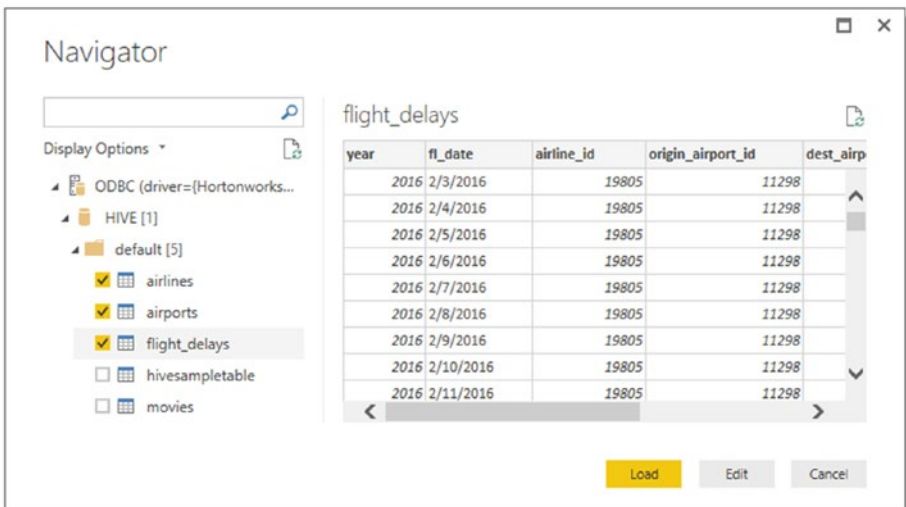 Navigator
Display Options
ODBC (driver={Hortonworks...
HIVE [1]
default [5]
airlines
airports
flight_delays
hivesampletable
movies
flight_delays
year fl_date airline_id origin_airport_id dest_airp
2016 2/3/2016 19805 11298
2016 2/4/2016 19805 11298
2016 2/5/2016 19805 11298
2016 2/6/2016 19805 11298
2016 2/7/2016 19805 11298
2016 2/8/2016 19805 11298
2016 2/9/2016 19805 11298
2016 2/10/2016 19805 11298
2016 2/11/2016 19805 11298
Load Edit Cancel